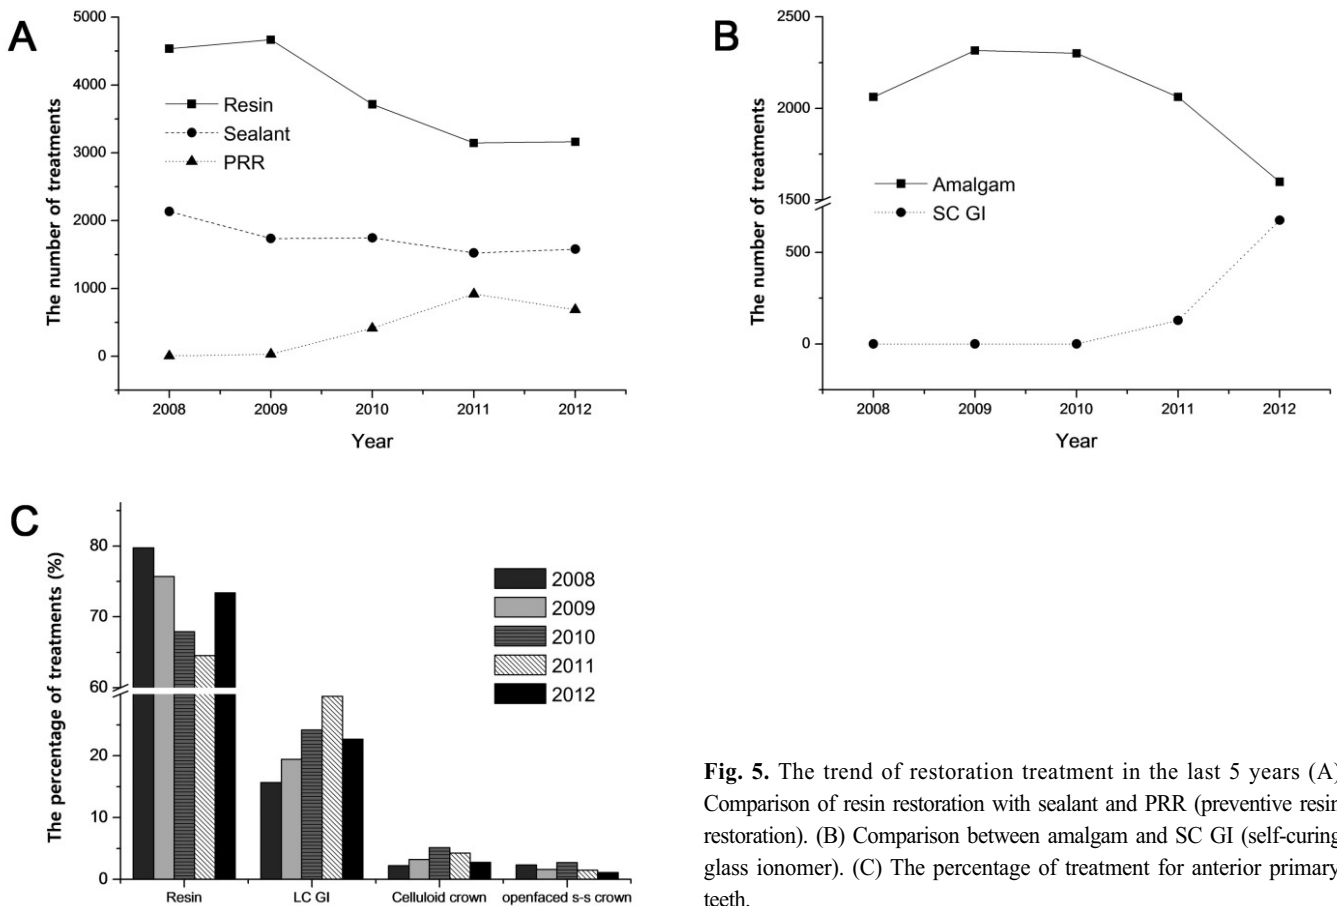 A
The number of treatments
5000
4000
3000
2000
1000
0
Resin
Sealant
PRR
2008 2009 2010 2011 2012
Year
B
The number of treatments
2500
2000
1500
500
0
Amalgam
SC GI
2008 2009 2010 2011 2012
Year
C
The percentage of treatments (%)
80
70
60
20
10
0
2008
2009
2010
2011
2012
Resin LC GI Celluloid crown openfaced s-s crown
Fig. 5. The trend of restoration treatment in the last 5 years (A)
Comparison of resin restoration with sealant and PRR (preventive resin
restoration). (B) Comparison between amalgam and SC GI (self-curing
glass ionomer). (C) The percentage of treatment for anterior primary
teeth.